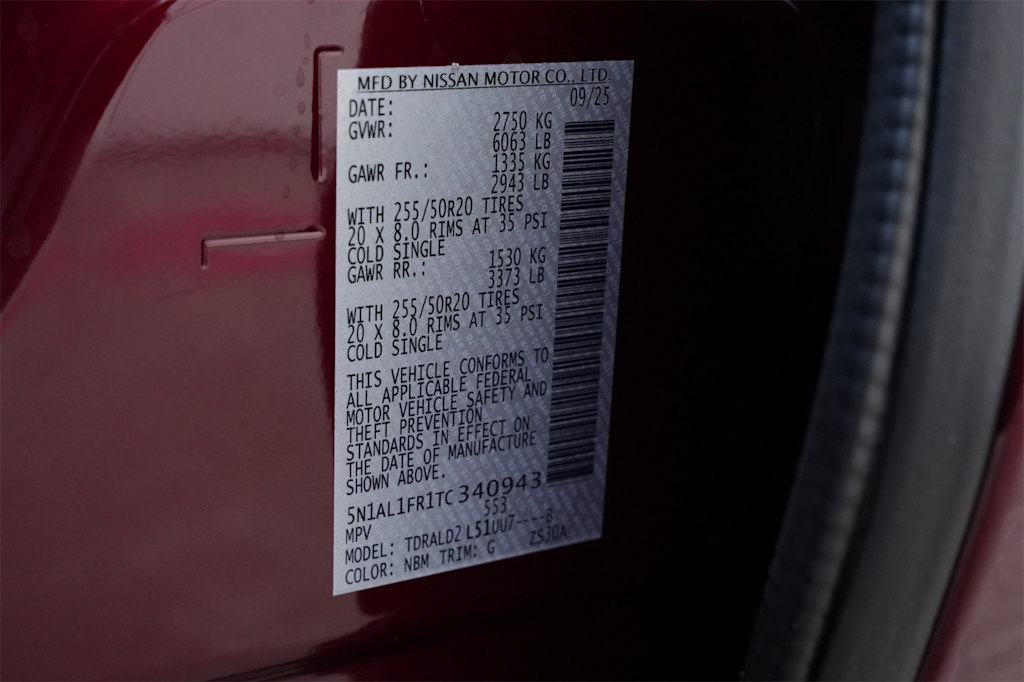 MFD BY NISSAN MOTOR CO., LTD.
DATE: 09/25
GVWR: 2750 KG
6063 LB
GAWR FR.: 1335 KG
2943 LB
WITH 255/50R20 TIRES
20 X 8.0 RIMS AT 35 PSI
COLD SINGLE
GAWR RR.: 1530 KG
3373 LB
WITH 255/50R20 TIRES
20 X 8.0 RIMS AT 35 PSI
COLD SINGLE
THIS VEHICLE CONFORMS TO
ALL APPLICABLE FEDERAL
MOTOR VEHICLE SAFETY AND
THEFT PREVENTION
STANDARDS IN EFFECT ON
THE DATE OF MANUFACTURE
SHOWN ABOVE.
5N1AL1FR1TC340943
MPV 553
MODEL: TDRALD2 L51UU7----B
COLOR: NBM TRIM: G ZS30A